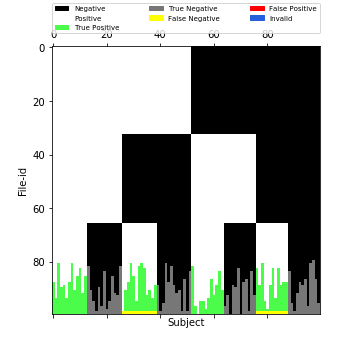 Negative
True Negative
False Positive
Positive
False Negative
Invalid
True Positive
0
20
40
60
80
0
20
40
60
80
File-id
Subject